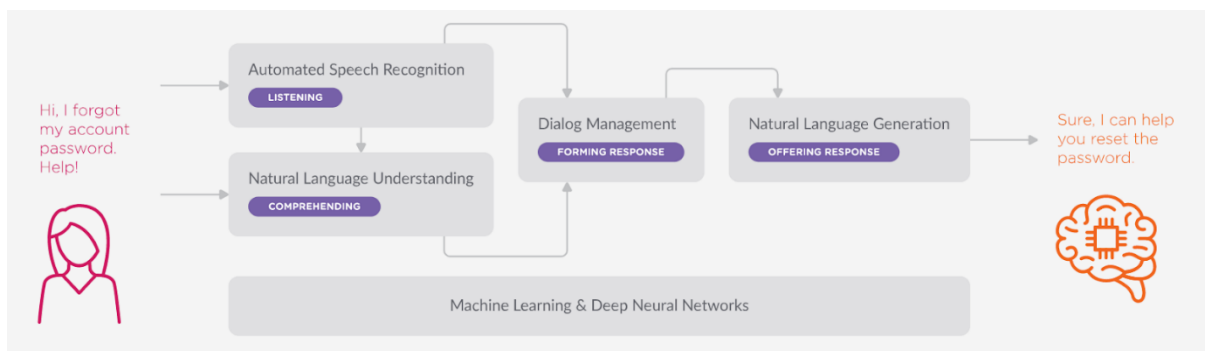 Hi, I forgot
my account
password.
Help!
Automated Speech Recognition
LISTENING
Natural Language Understanding
COMPREHENDING
Dialog Management
FORMING RESPONSE
Natural Language Generation
OFFERING RESPONSE
Sure, I can help
you reset the
password.
Machine Learning & Deep Neural Networks